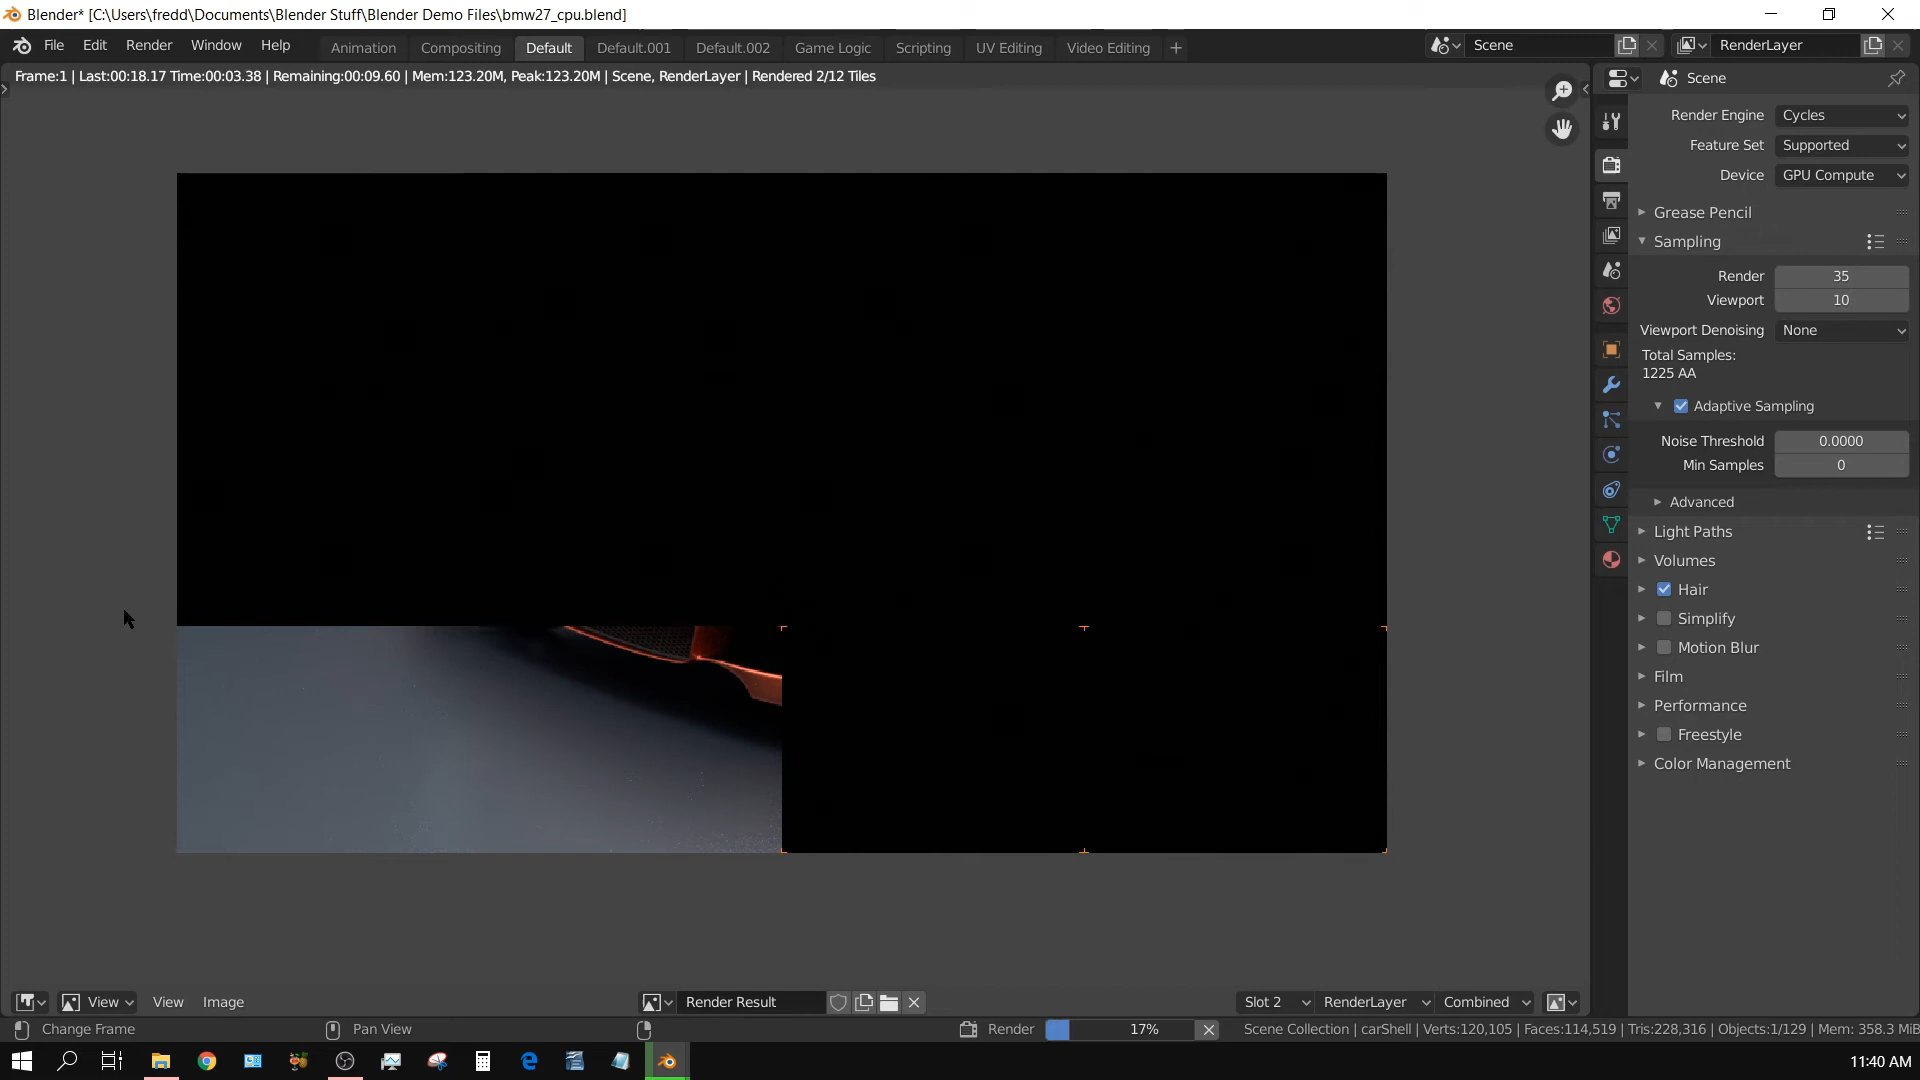 Blender* [C:\Users\fredd\Documents\Blender Stuff\Blender Demo Files\bmw27_cpu.blend]
File Edit Render Window Help Animation Compositing Default Default.001 Default.002 Game Logic Scripting UV Editing Video Editing + Scene RenderLayer
Frame:1 | Last:00:18.17 Time:00:03.38 | Remaining:00:09.60 | Mem:123.20M, Peak:123.20M | Scene, RenderLayer | Rendered 2/12 Tiles
Scene
Render Engine Cycles
Feature Set Supported
Device GPU Compute
Grease Pencil
Sampling
Render 35
Viewport 10
Viewport Denoising None
Total Samples:
1225 AA
Adaptive Sampling
Noise Threshold 0.0000
Min Samples 0
Advanced
Light Paths
Volumes
Hair
Simplify
Motion Blur
Film
Performance
Freestyle
Color Management
View View Image Render Result Slot 2 RenderLayer Combined
Change Frame Pan View Render 17% Scene Collection | carShell | Verts:120,105 | Faces:114,519 | Tris:228,316 | Objects:1/129 | Mem: 358.3 MiB
11:40 AM